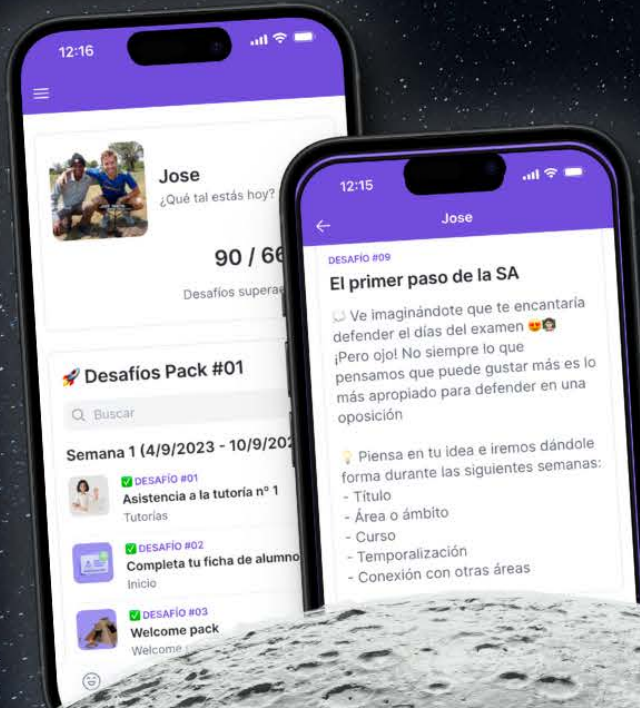 12:16
Jose
¿Qué tal estás hoy?
90 / 66
Desafíos
🚀 Desafíos Pack #01
Buscar
Semana 1 (4/9/2023 - 10/9/202
✅ DESAFÍO #01
Asistencia a la tutoría nº 1
Tutorías
✅ DESAFÍO #02
Completa tu ficha de alumno
Inicio
✅ DESAFÍO #03
Welcome pack
Welcome
12:15
Jose
DESAFÍO #09
El primer paso de la SA
💭 Ve imaginándote que te encantaría
defender el días del examen 😍👩🏻‍🏫
¡Pero ojo! No siempre lo que
pensamos que puede gustar más es lo
más apropiado para defender en una
oposición
💡 Piensa en tu idea e iremos dándole
forma durante las siguientes semanas:
- Título
- Área o ámbito
- Curso
- Temporalización
- Conexión con otras áreas